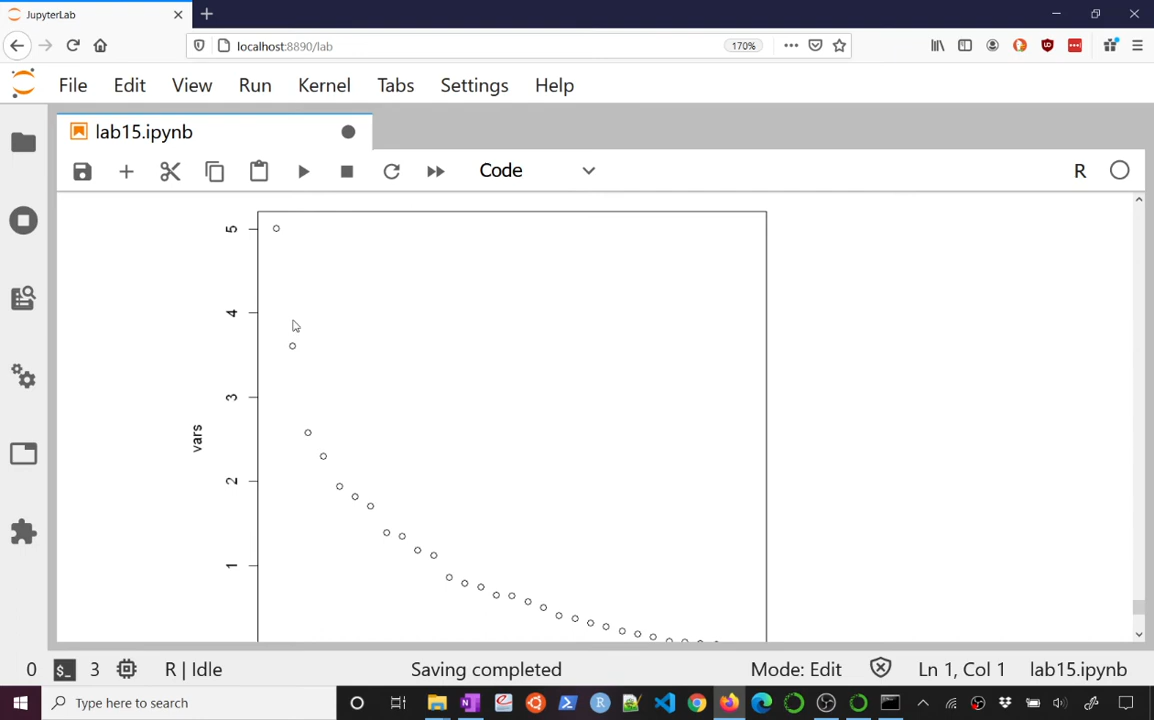 JupyterLab
localhost:8890/lab
170%
File Edit View Run Kernel Tabs Settings Help
lab15.ipynb
Code
R
5
4
3
vars
2
1
0
$_
3
R | Idle
Saving completed
Mode: Edit
Ln 1, Col 1
lab15.ipynb
Type here to search